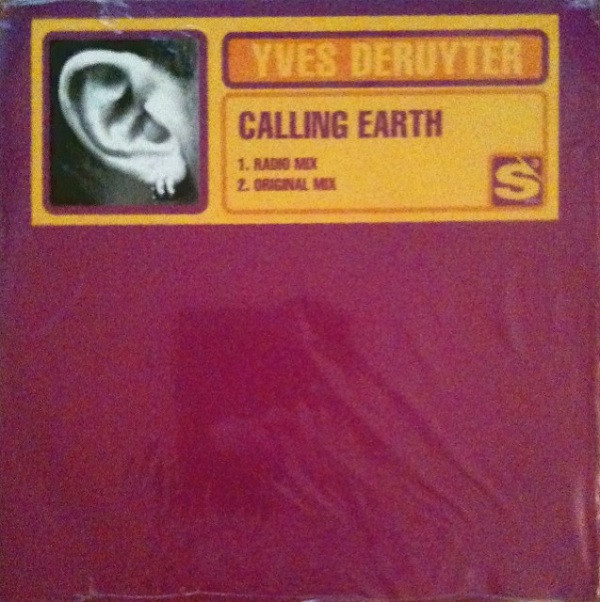 YVES DERUYTER
CALLING EARTH
1. RADIO MIX
2. ORIGINAL MIX
S